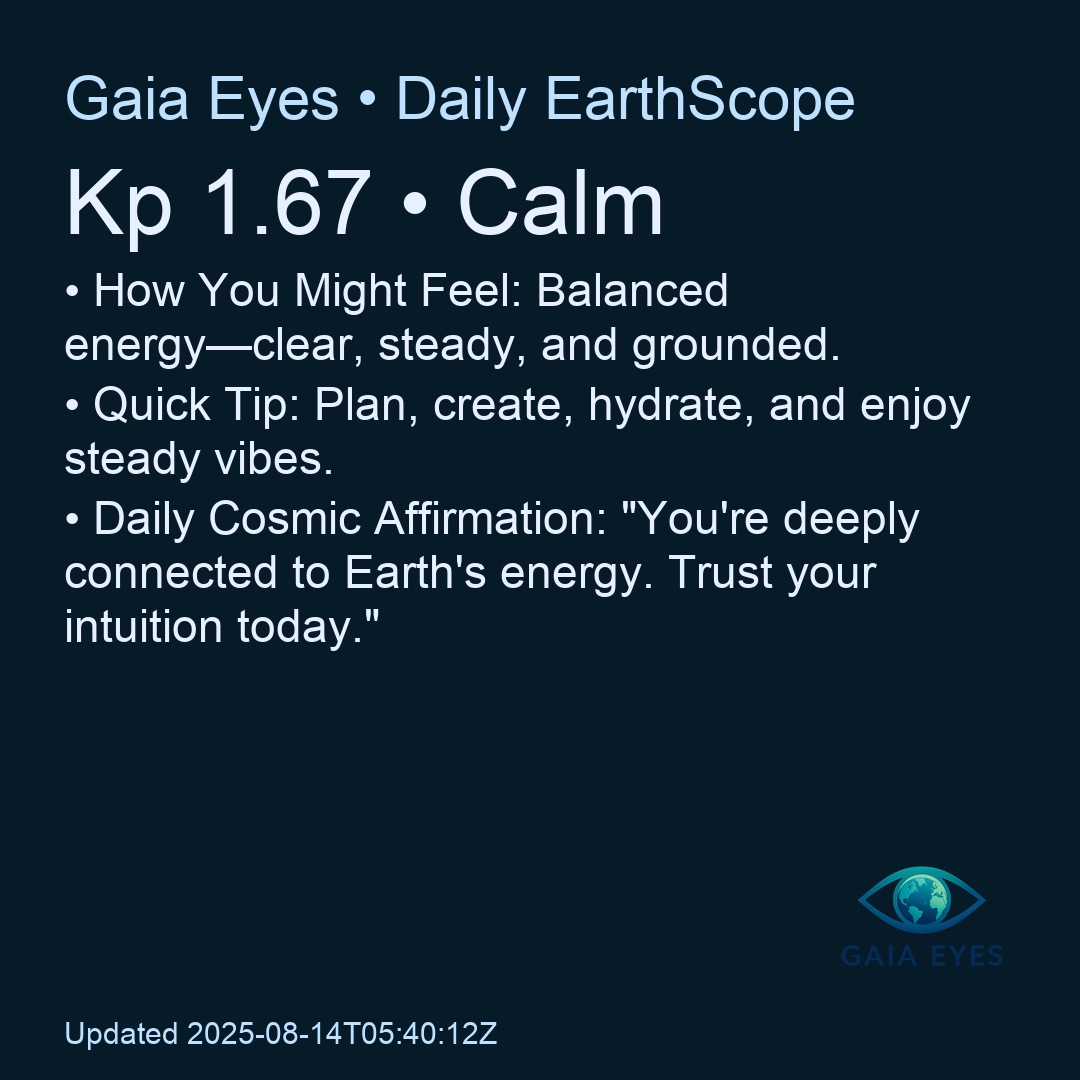 Gaia Eyes • Daily EarthScope
Kp 1.67 • Calm
• How You Might Feel: Balanced
energy—clear, steady, and grounded.
• Quick Tip: Plan, create, hydrate, and enjoy
steady vibes.
• Daily Cosmic Affirmation: "You're deeply
connected to Earth's energy. Trust your
intuition today."
GAIA EYES
Updated 2025-08-14T05:40:12Z